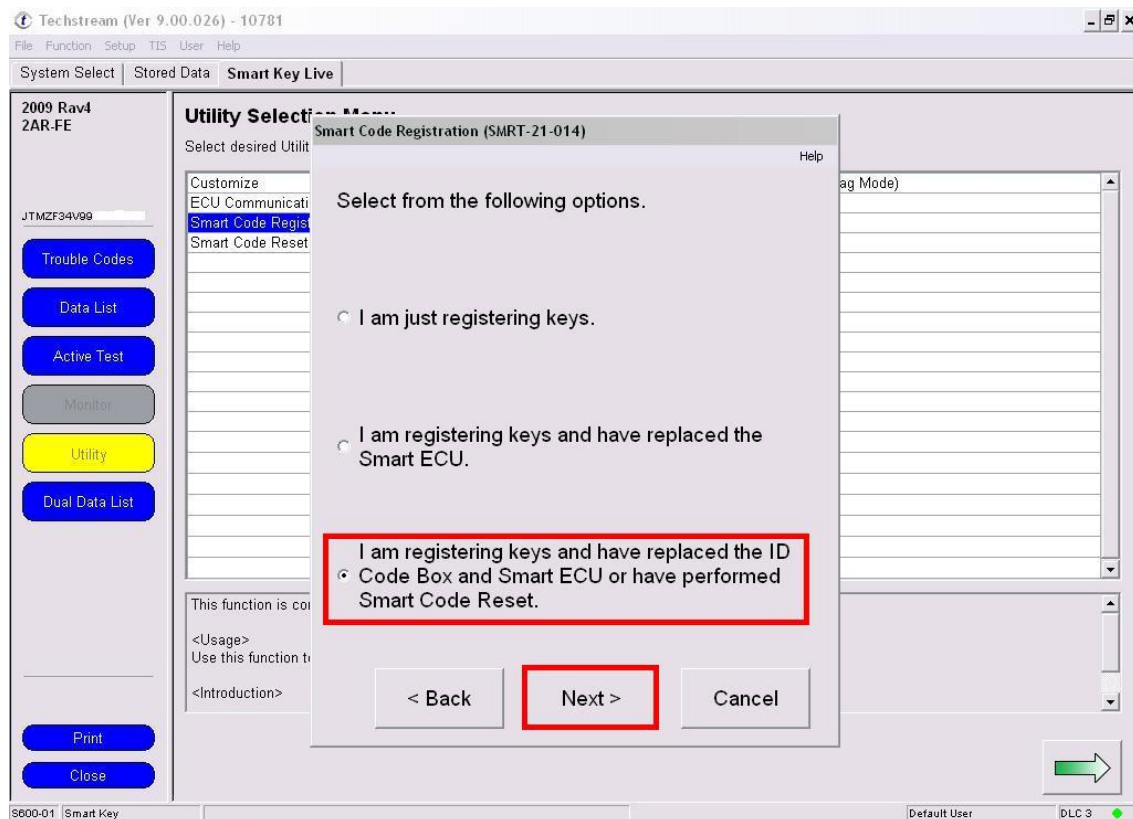 Techstream (Ver 9.00.026) - 10781
File Function Setup TIS User Help
System Select Stored Data Smart Key Live
2009 Rav4
2AR-FE
JTMZF34V99
Trouble Codes
Data List
Active Test
Monitor
Utility
Dual Data List
Print
Close
Utility Selection Menu
Select desired Utilit
Customize
ag Mode)
ECU Communicati
Smart Code Regist
Smart Code Reset
This function is co
<Usage>
Use this function t
<Introduction>
Smart Code Registration (SMRT-21-014)
Help
Select from the following options.
I am just registering keys.
I am registering keys and have replaced the
Smart ECU.
I am registering keys and have replaced the ID
Code Box and Smart ECU or have performed
Smart Code Reset.
< Back Next > Cancel
S600-01 Smart Key Default User DLC 3